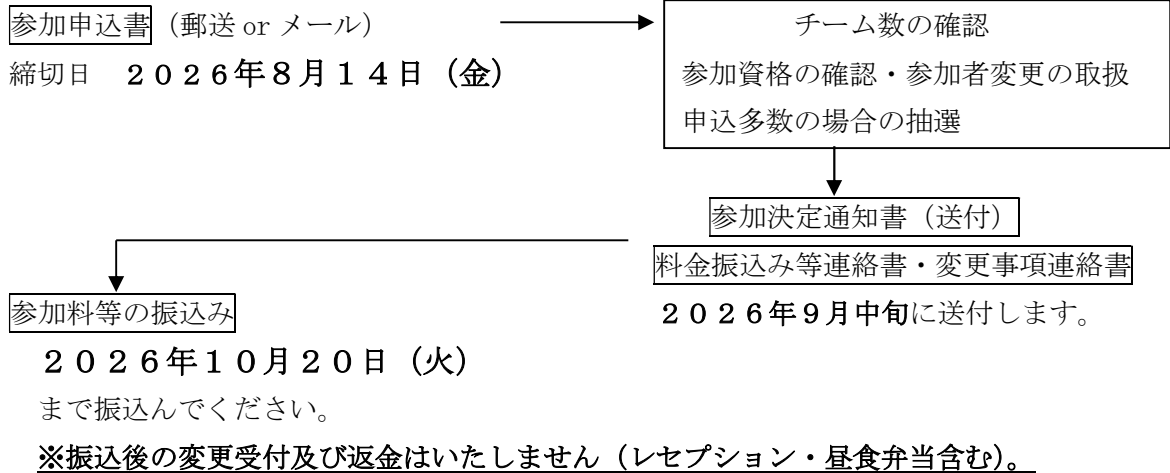 参加申込書（郵送 or メール）
締切日　２０２６年８月１４日（金）
チーム数の確認
参加資格の確認・参加者変更の取扱
申込多数の場合の抽選
参加決定通知書（送付）
料金振込み等連絡書・変更事項連絡書
２０２６年９月中旬に送付します。
参加料等の振込み
２０２６年１０月２０日（火）
まで振込んでください。
※振込後の変更受付及び返金はいたしません（レセプション・昼食弁当含む）。